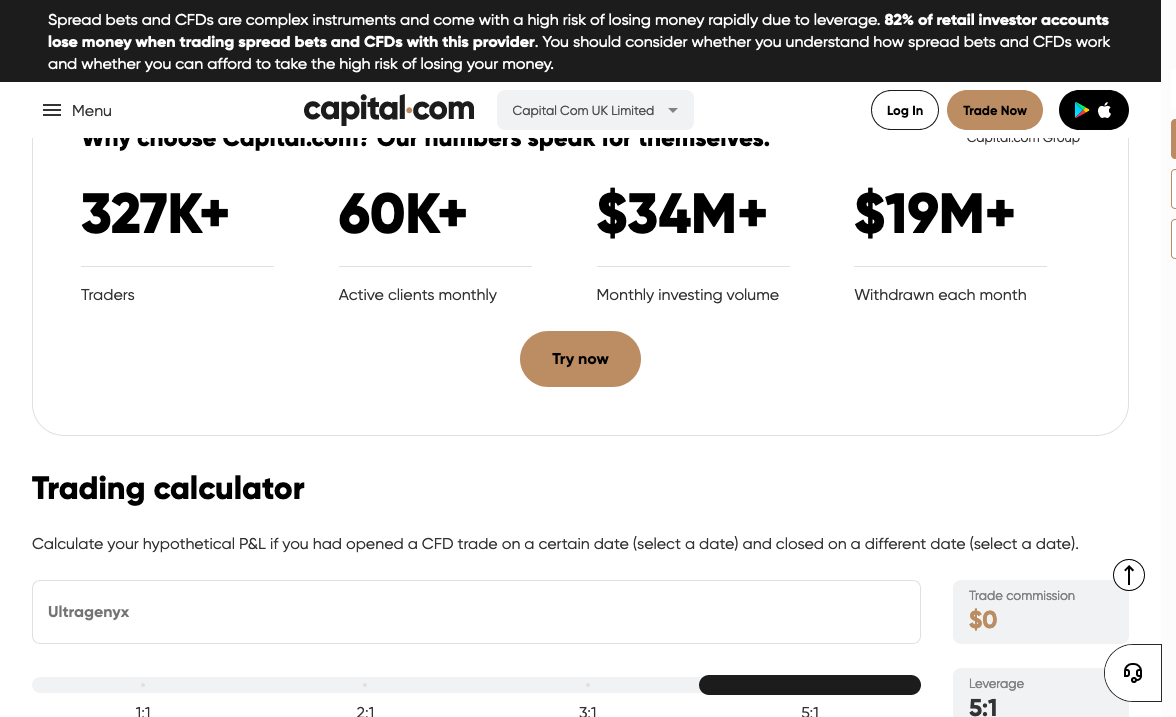 Spread bets and CFDs are complex instruments and come with a high risk of losing money rapidly due to leverage. 82% of retail investor accounts
lose money when trading spread bets and CFDs with this provider. You should consider whether you understand how spread bets and CFDs work
and whether you can afford to take the high risk of losing your money.
Menu
capital.com
Capital Com UK Limited
Log In
Trade Now
Why choose Capital.com? Our numbers speak for themselves.
Capital.com Group
327K+
60K+
$34M+
$19M+
Traders
Active clients monthly
Monthly investing volume
Withdrawn each month
Try now
Trading calculator
Calculate your hypothetical P&L if you had opened a CFD trade on a certain date (select a date) and closed on a different date (select a date).
Ultragenyx
Trade commission
$0
1:1
2:1
3:1
5:1
Leverage
5:1